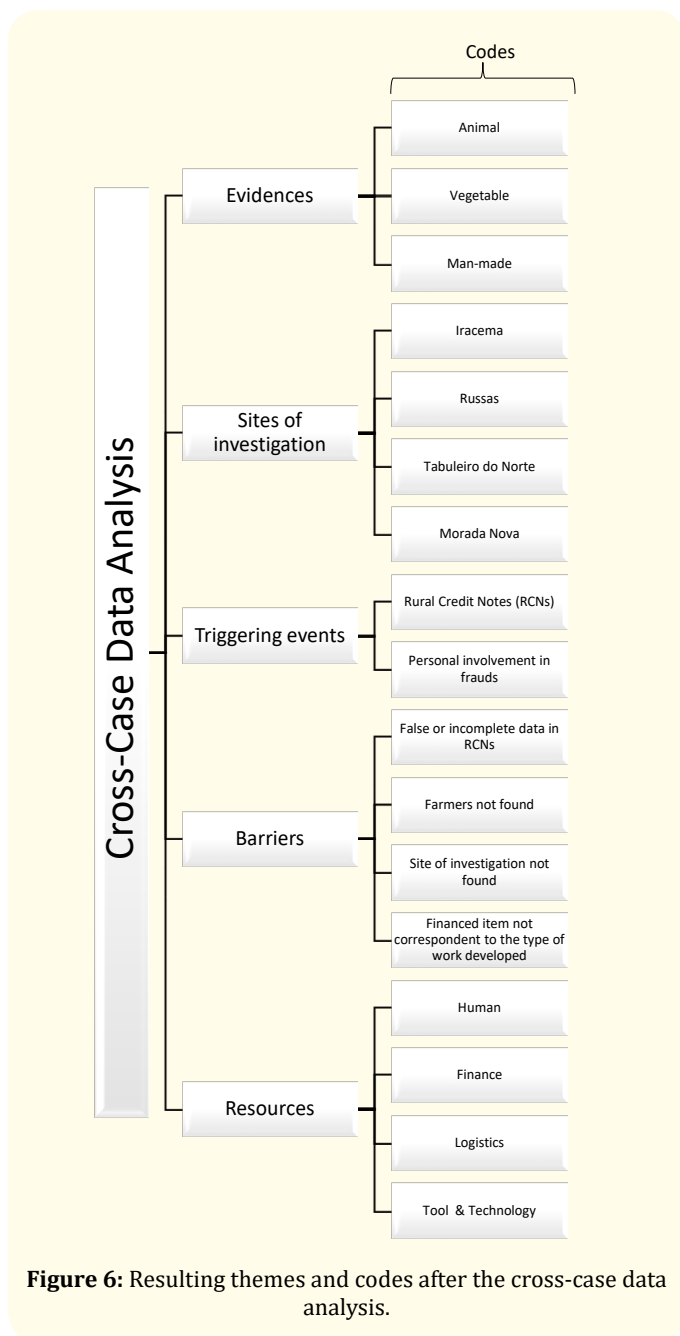 Codes
Cross-Case Data Analysis
Evidences
Animal
Vegetable
Man-made
Sites of
investigation
Iracema
Russas
Tabuleiro do Norte
Morada Nova
Triggering events
Rural Credit Notes (RCNs)
Personal involvement in
frauds
Barriers
False or incomplete data in
RCNs
Farmers not found
Site of investigation not
found
Financed item not
correspondent to the type of
work developed
Resources
Human
Finance
Logistics
Tool & Technology
Figure 6: Resulting themes and codes after the cross-case data
analysis.